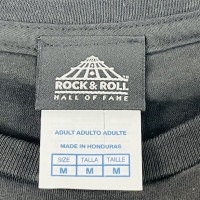 ROCK & ROLL
HALL OF FAME
ADULT ADULTO ADULTE
MADE IN HONDURAS
SIZE TALLA TAILLE
M M M